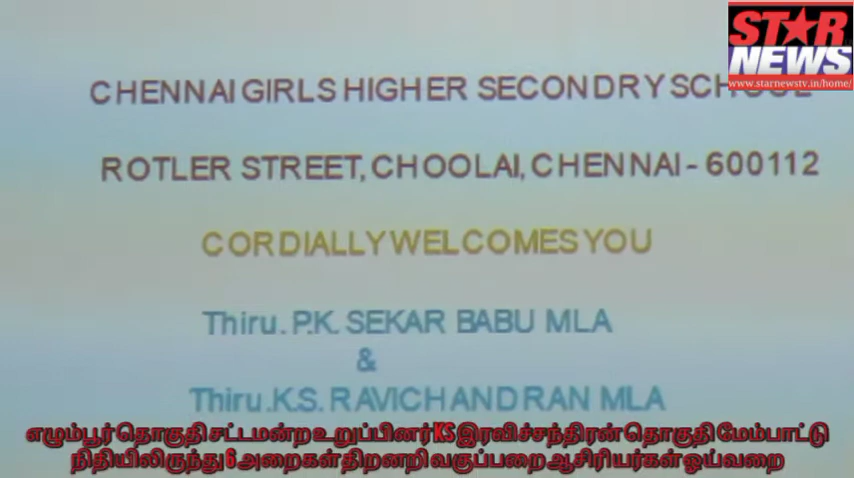 STAR
NEWS
www.starnewstv.in/home/
CHENNAI GIRLS HIGHER SECONDRY SCHOOL
ROTLER STREET, CHOOLAI, CHENNAI - 600112
CORDIALLY WELCOMES YOU
Thiru. P.K. SEKAR BABU MLA
&
Thiru.K.S. RAVICHANDRAN MLA
எழும்பூர் தொகுதி சட்டமன்ற உறுப்பினர் KS இரவிச்சந்திரன் தொகுதி மேம்பாட்டு
நிதியிலிருந்து 6 அறைகள் திறனறி வகுப்பறை ஆசிரியர்கள் ஓய்வறை